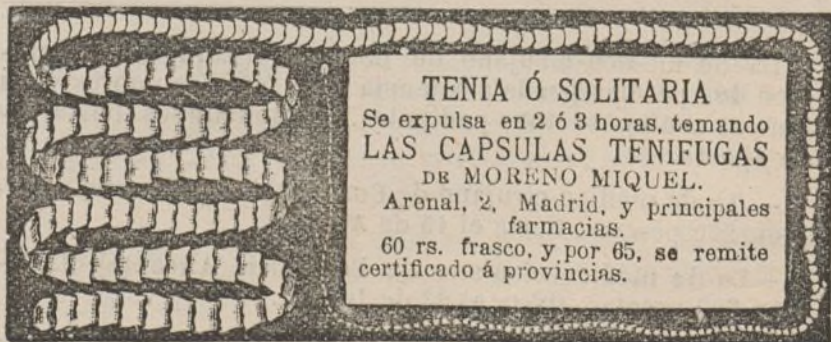 TENIA Ó SOLITARIA
Se expulsa en 2 ó 3 horas, temando
LAS CAPSULAS TENIFUGAS
DE MORENO MIQUEL.
Arenal, 2, Madrid, y principales
farmacias.
60 rs. frasco, y por 65, se remite
certificado á provincias.